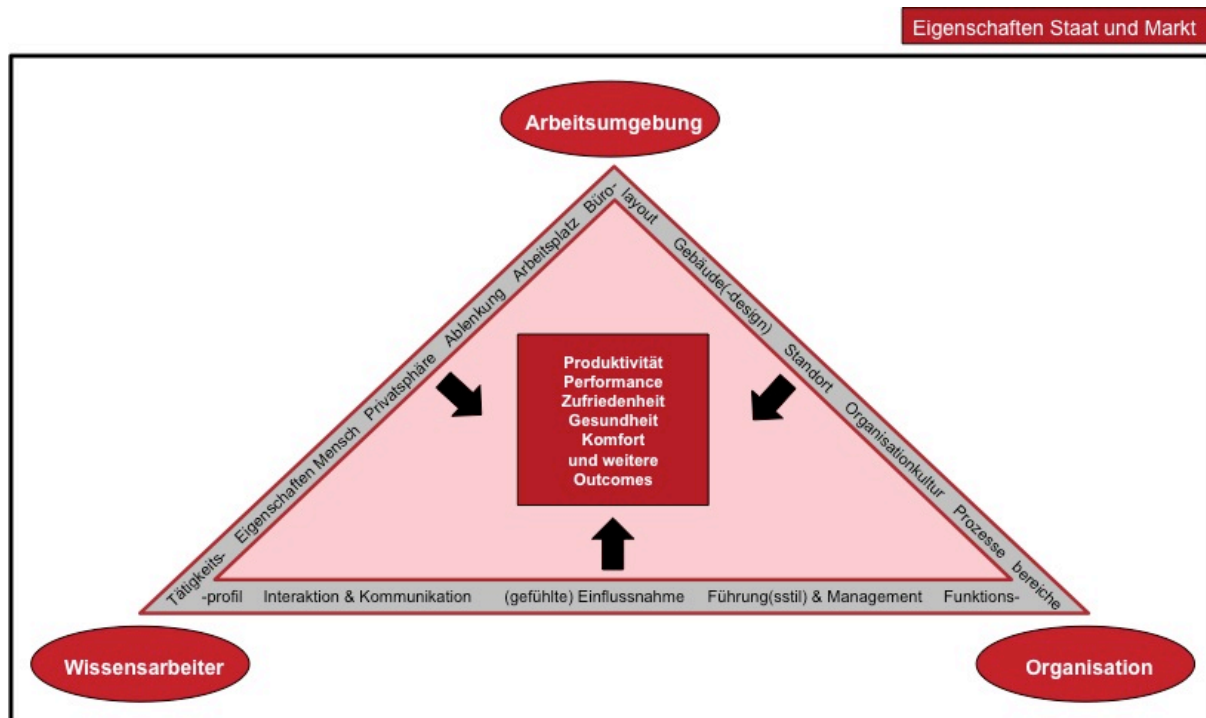 Eigenschaften Staat und Markt
Arbeitsumgebung
Tätigkeits- Eigenschaften Mensch Privatsphäre Ablenkung Arbeitsplatz Büro-
layout Gebäude(-design) Standort Organisationkultur Prozesse bereiche
Produktivität
Performance
Zufriedenheit
Gesundheit
Komfort
und weitere
Outcomes
-profil Interaktion & Kommunikation (gefühlte) Einflussnahme Führung(sstil) & Management Funktions-
Wissensarbeiter
Organisation